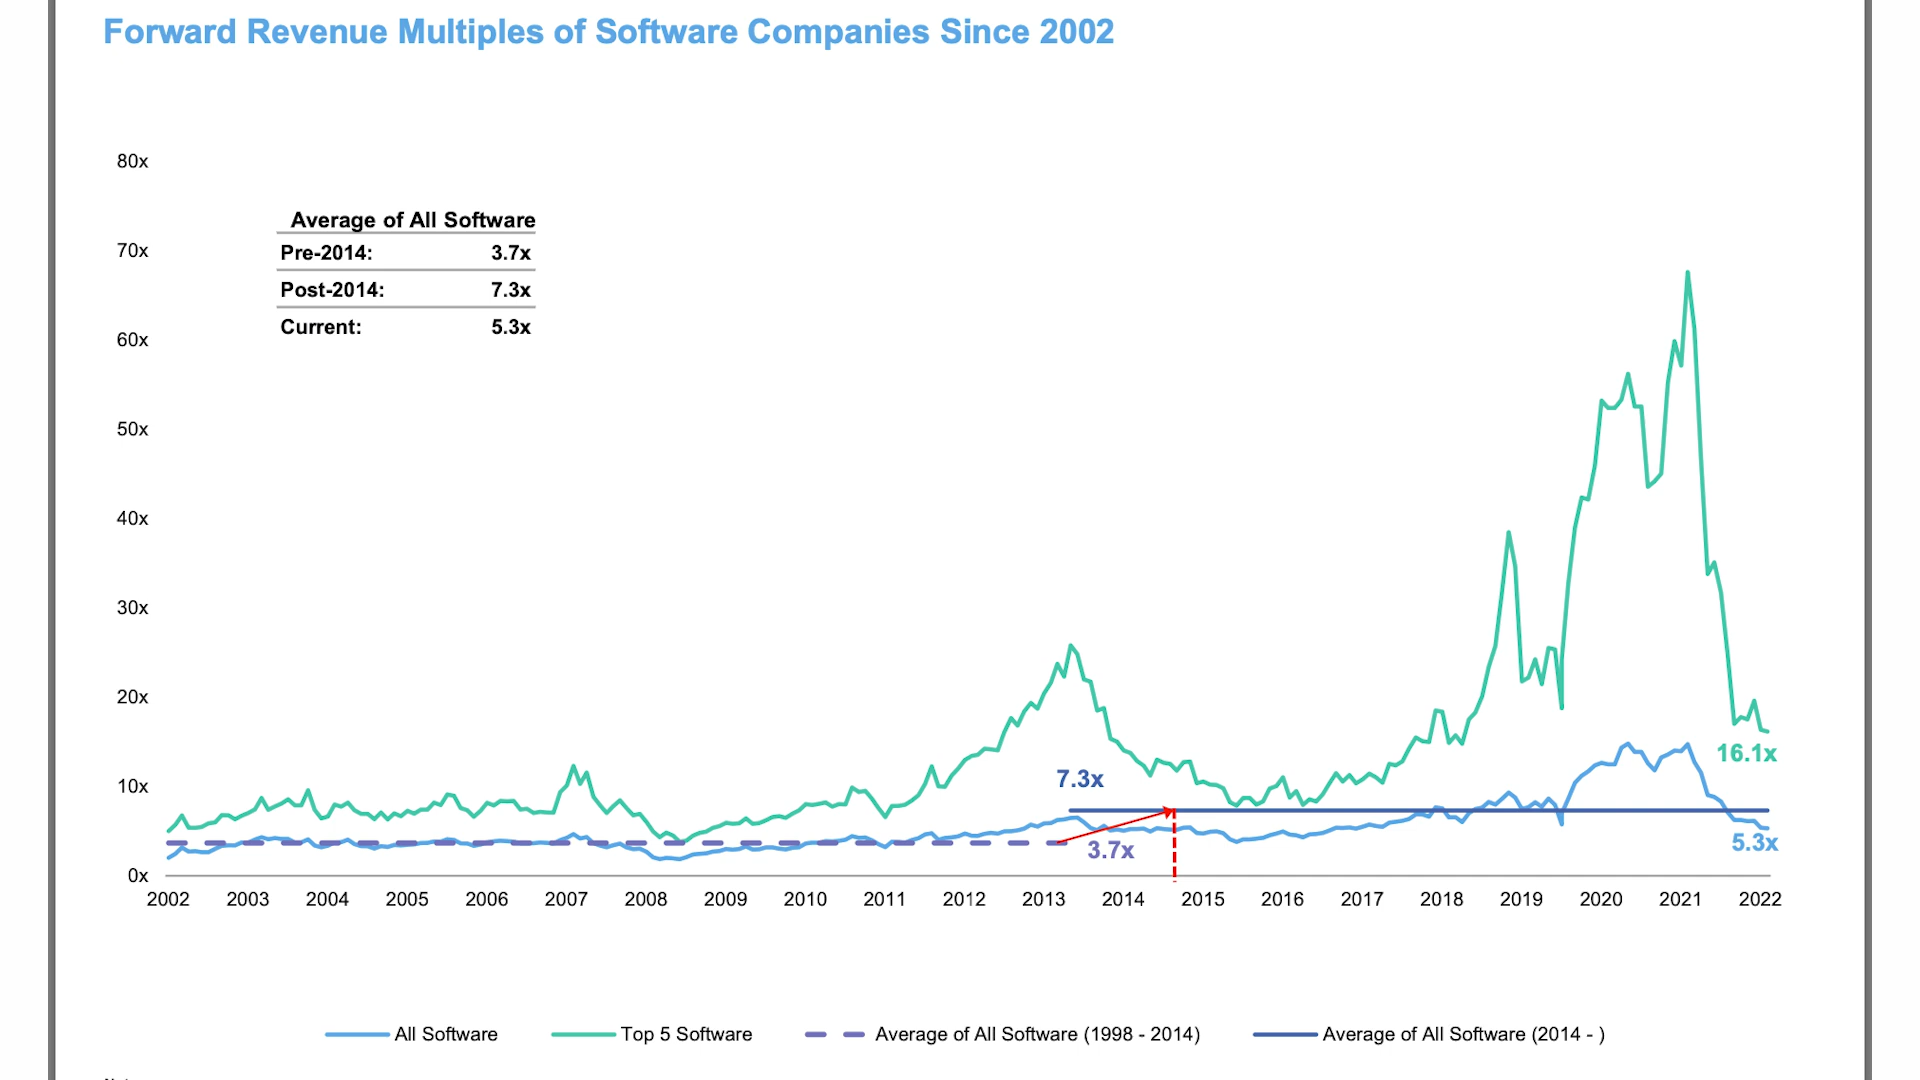 Forward Revenue Multiples of Software Companies Since 2002
80x
70x
60x
50x
40x
30x
20x
10x
0x
Average of All Software
Pre-2014: 3.7x
Post-2014: 7.3x
Current: 5.3x
7.3x
3.7x
16.1x
5.3x
2002 2003 2004 2005 2006 2007 2008 2009 2010 2011 2012 2013 2014 2015 2016 2017 2018 2019 2020 2021 2022
All Software Top 5 Software Average of All Software (1998 - 2014) Average of All Software (2014 - )